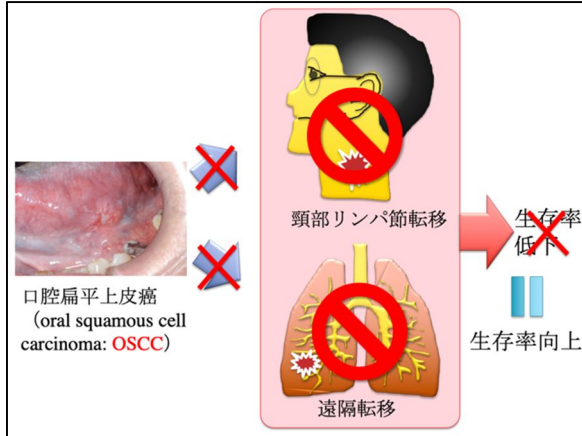 頸部リンパ節転移
生存率
低下
口腔扁平上皮癌
（oral squamous cell
carcinoma: OSCC）
生存率向上
遠隔転移